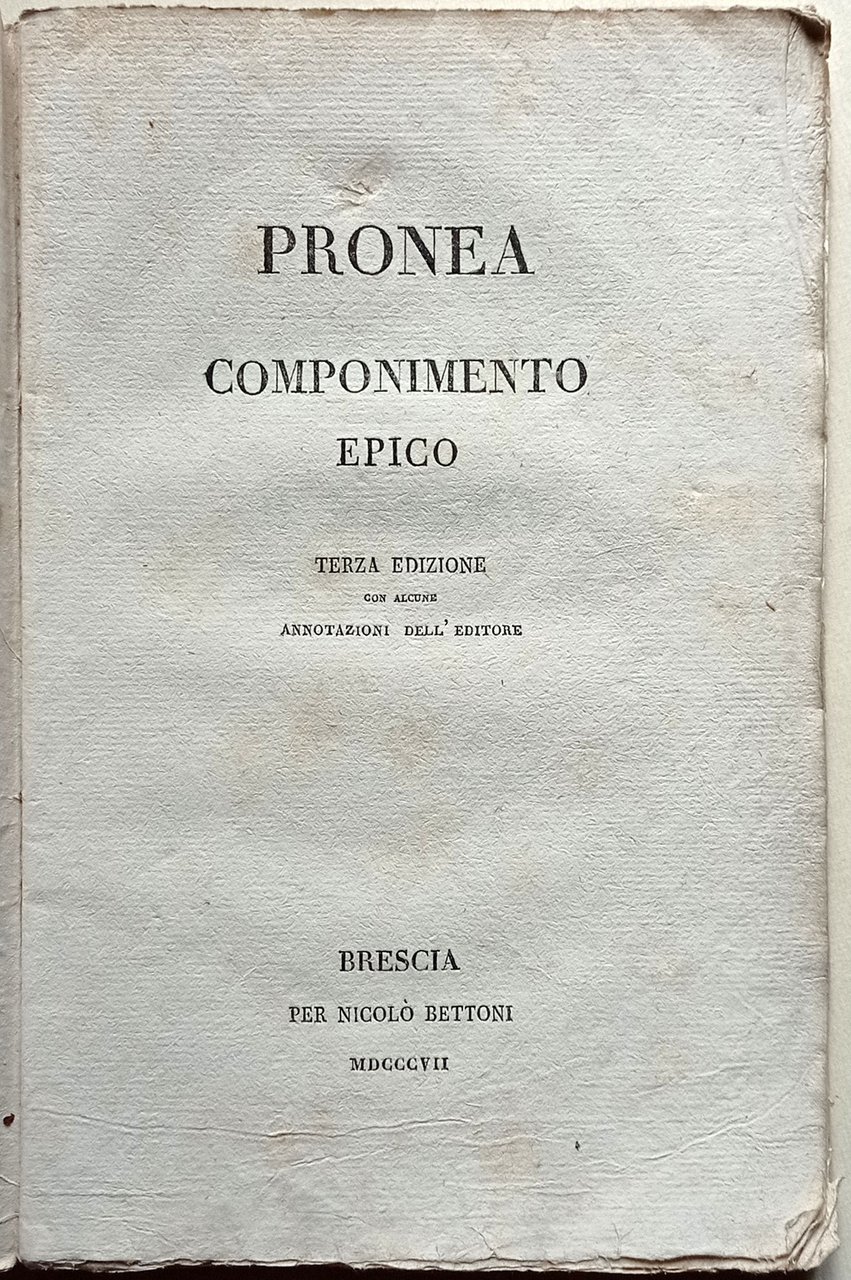 PRONEA
COMPONIMENTO
EPICO
TERZA EDIZIONE
CON ALCUNE
ANNOTAZIONI DELL' EDITORE
BRESCIA
PER NICOLÒ BETTONI
MDCCCVII